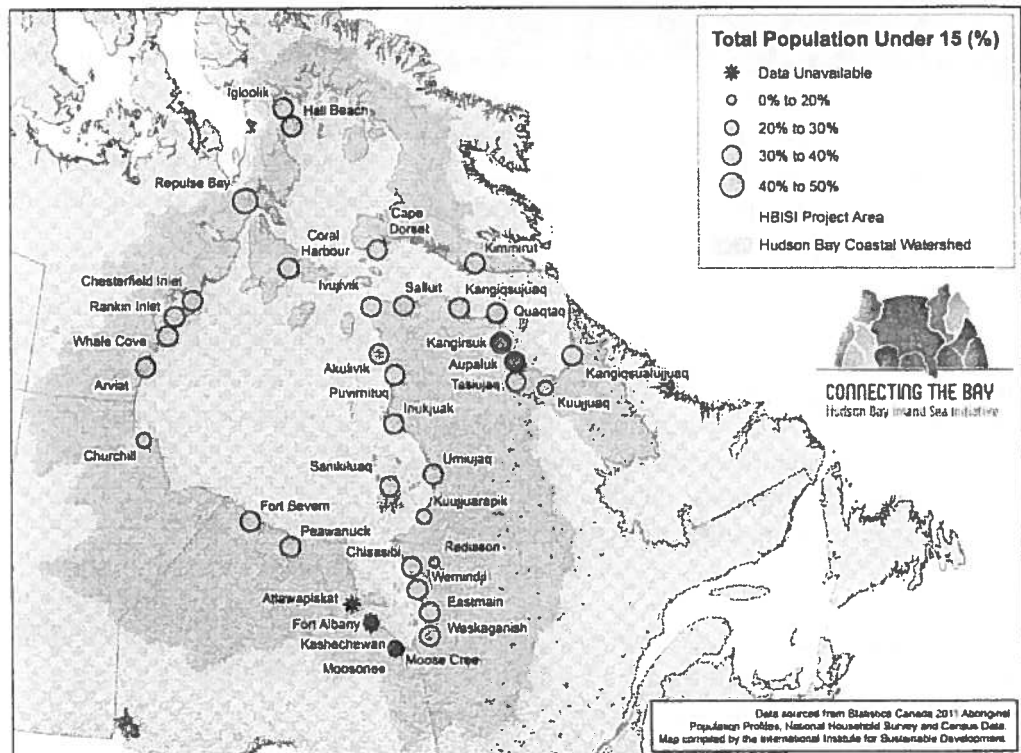 Total Population Under 15 (%)
Data Unavailable
0% to 20%
20% to 30%
30% to 40%
40% to 50%
HBISI Project Area
Hudson Bay Coastal Watershed
Igloolik
Hall Beach
Repulse Bay
Cape
Dorset
Coral
Harbour
Kimmirut
Chesterfield Inlet
Ivujivik
Salluit
Kangiqsujuaq
Rankin Inlet
Quaqtaq
Whale Cove
Kangirsuk
Akulivik
Aupaluk
Kangiqsualujjuaq
Arviat
Puvirnituq
Tasiujaq
Kuujjuaq
CONNECTING THE BAY
Hudson Bay Inland Sea Initiative
Inukjuak
Churchill
Sanikiluaq
Umiujaq
Kuujjuarapik
Fort Severn
Peawanuck
Chisasibi
Radisson
Wemindji
Attawapiskat
Eastmain
Fort Albany
Waskaganish
Kashechewan
Moose Cree
Moosonee
Data sourced from Statistics Canada 2011 Aboriginal
Population Profiles, National Household Survey and Census Data.
Map compiled by the International Institute for Sustainable Development.